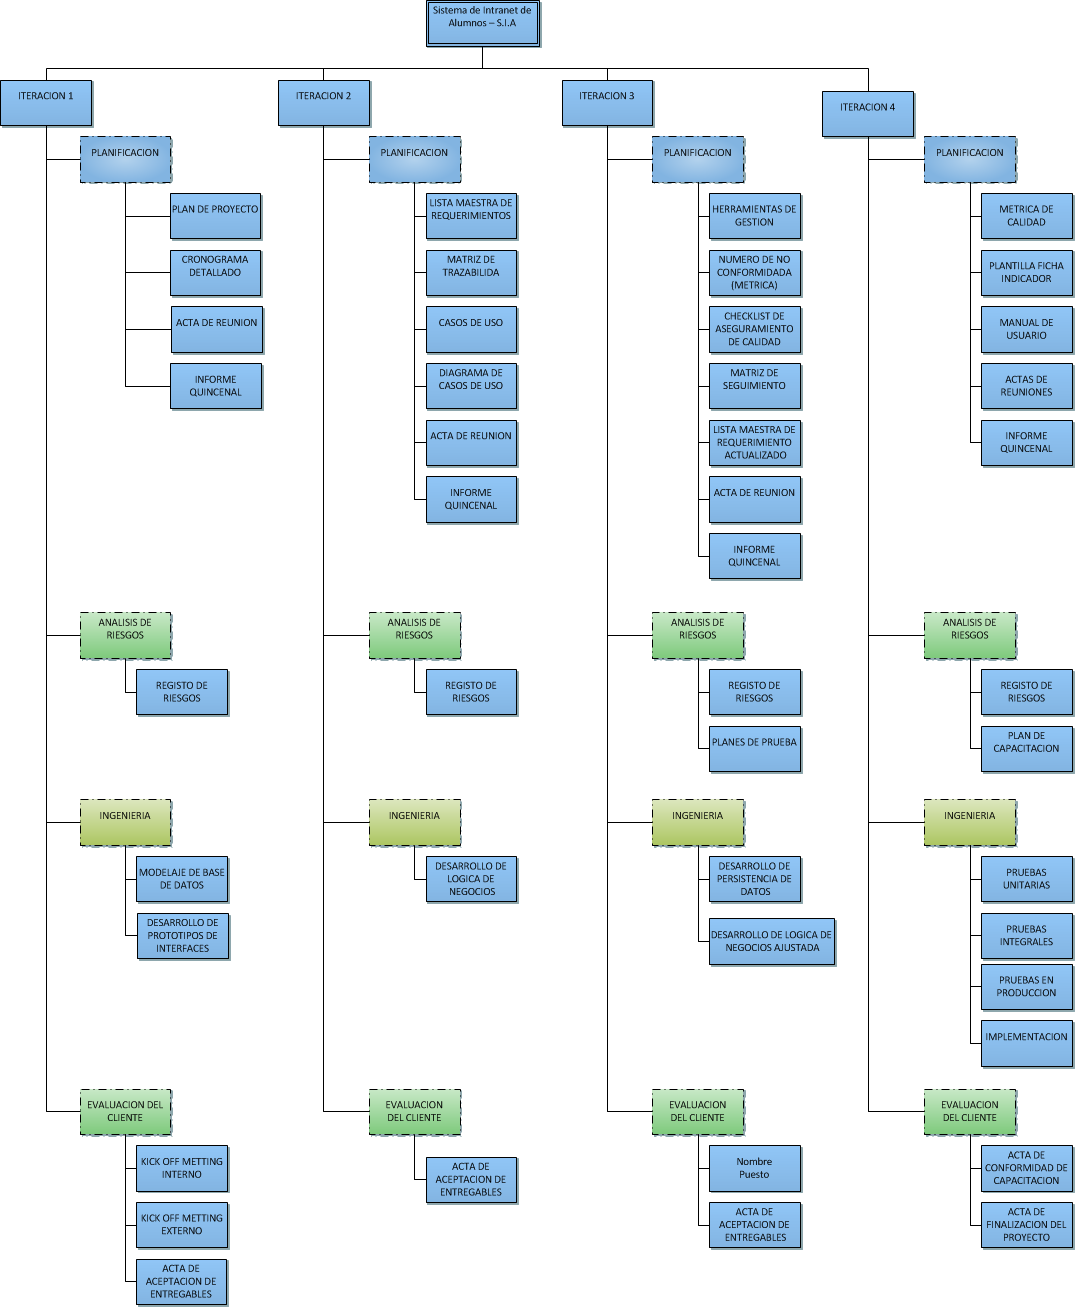 Sistema de Intranet de
Alumnos – S.I.A
ITERACION 1
PLANIFICACION
PLAN DE PROYECTO
CRONOGRAMA
DETALLADO
ACTA DE REUNION
INFORME
QUINCENAL
ANALISIS DE
RIESGOS
REGISTO DE
RIESGOS
INGENIERIA
MODELAJE DE BASE
DE DATOS
DESARROLLO DE
PROTOTIPOS DE
INTERFACES
EVALUACION DEL
CLIENTE
KICK OFF METTING
INTERNO
KICK OFF METTING
EXTERNO
ACTA DE
ACEPTACION DE
ENTREGABLES
ITERACION 2
PLANIFICACION
LISTA MAESTRA DE
REQUERIMIENTOS
MATRIZ DE
TRAZABILIDA
CASOS DE USO
DIAGRAMA DE
CASOS DE USO
ACTA DE REUNION
INFORME
QUINCENAL
ANALISIS DE
RIESGOS
REGISTO DE
RIESGOS
INGENIERIA
DESARROLLO DE
LOGICA DE
NEGOCIOS
EVALUACION
DEL CLIENTE
ACTA DE
ACEPTACION DE
ENTREGABLES
ITERACION 3
PLANIFICACION
HERRAMIENTAS DE
GESTION
NUMERO DE NO
CONFORMIDADA
(METRICA)
CHECKLIST DE
ASEGURAMIENTO
DE CALIDAD
MATRIZ DE
SEGUIMIENTO
LISTA MAESTRA DE
REQUERIMIENTO
ACTUALIZADO
ACTA DE REUNION
INFORME
QUINCENAL
ANALISIS DE
RIESGOS
REGISTO DE
RIESGOS
PLANES DE PRUEBA
INGENIERIA
DESARROLLO DE
PERSISTENCIA DE
DATOS
DESARROLLO DE LOGICA DE
NEGOCIOS AJUSTADA
EVALUACION
DEL CLIENTE
Nombre
Puesto
ACTA DE
ACEPTACION DE
ENTREGABLES
ITERACION 4
PLANIFICACION
METRICA DE
CALIDAD
PLANTILLA FICHA
INDICADOR
MANUAL DE
USUARIO
ACTAS DE
REUNIONES
INFORME
QUINCENAL
ANALISIS DE
RIESGOS
REGISTO DE
RIESGOS
PLAN DE
CAPACITACION
INGENIERIA
PRUEBAS
UNITARIAS
PRUEBAS
INTEGRALES
PRUEBAS EN
PRODUCCION
IMPLEMENTACION
EVALUACION
DEL CLIENTE
ACTA DE
CONFORMIDAD DE
CAPACITACION
ACTA DE
FINALIZACION DEL
PROYECTO